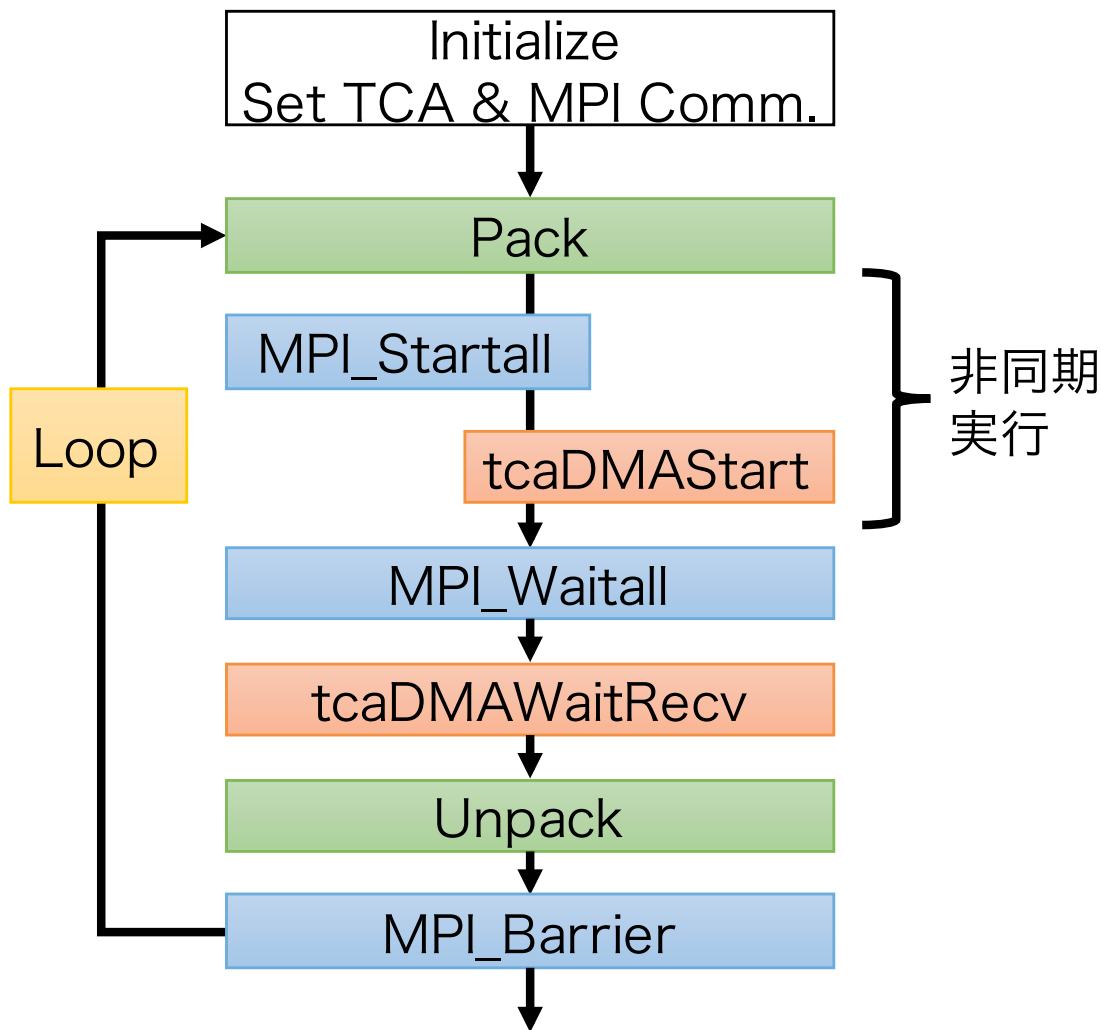 Initialize
Set TCA & MPI Comm.
Pack
MPI_Startall
非同期
実行
Loop
tcaDMAStart
MPI_Waitall
tcaDMAWaitRecv
Unpack
MPI_Barrier